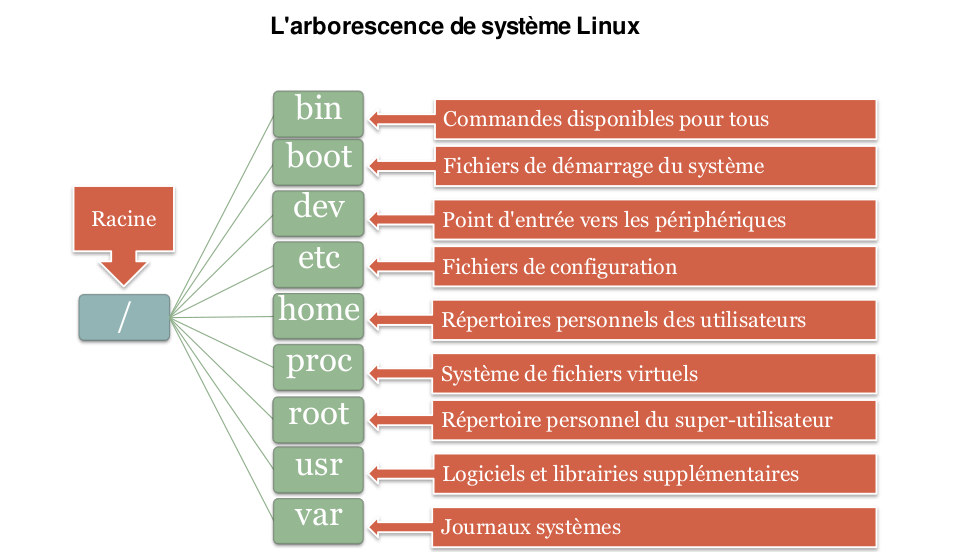 L'arborescence de système Linux
bin
Commandes disponibles pour tous
boot
Fichiers de démarrage du système
Racine
dev
Point d'entrée vers les périphériques
etc
Fichiers de configuration
/
home
Répertoires personnels des utilisateurs
proc
Système de fichiers virtuels
root
Répertoire personnel du super-utilisateur
usr
Logiciels et librairies supplémentaires
var
Journaux systèmes